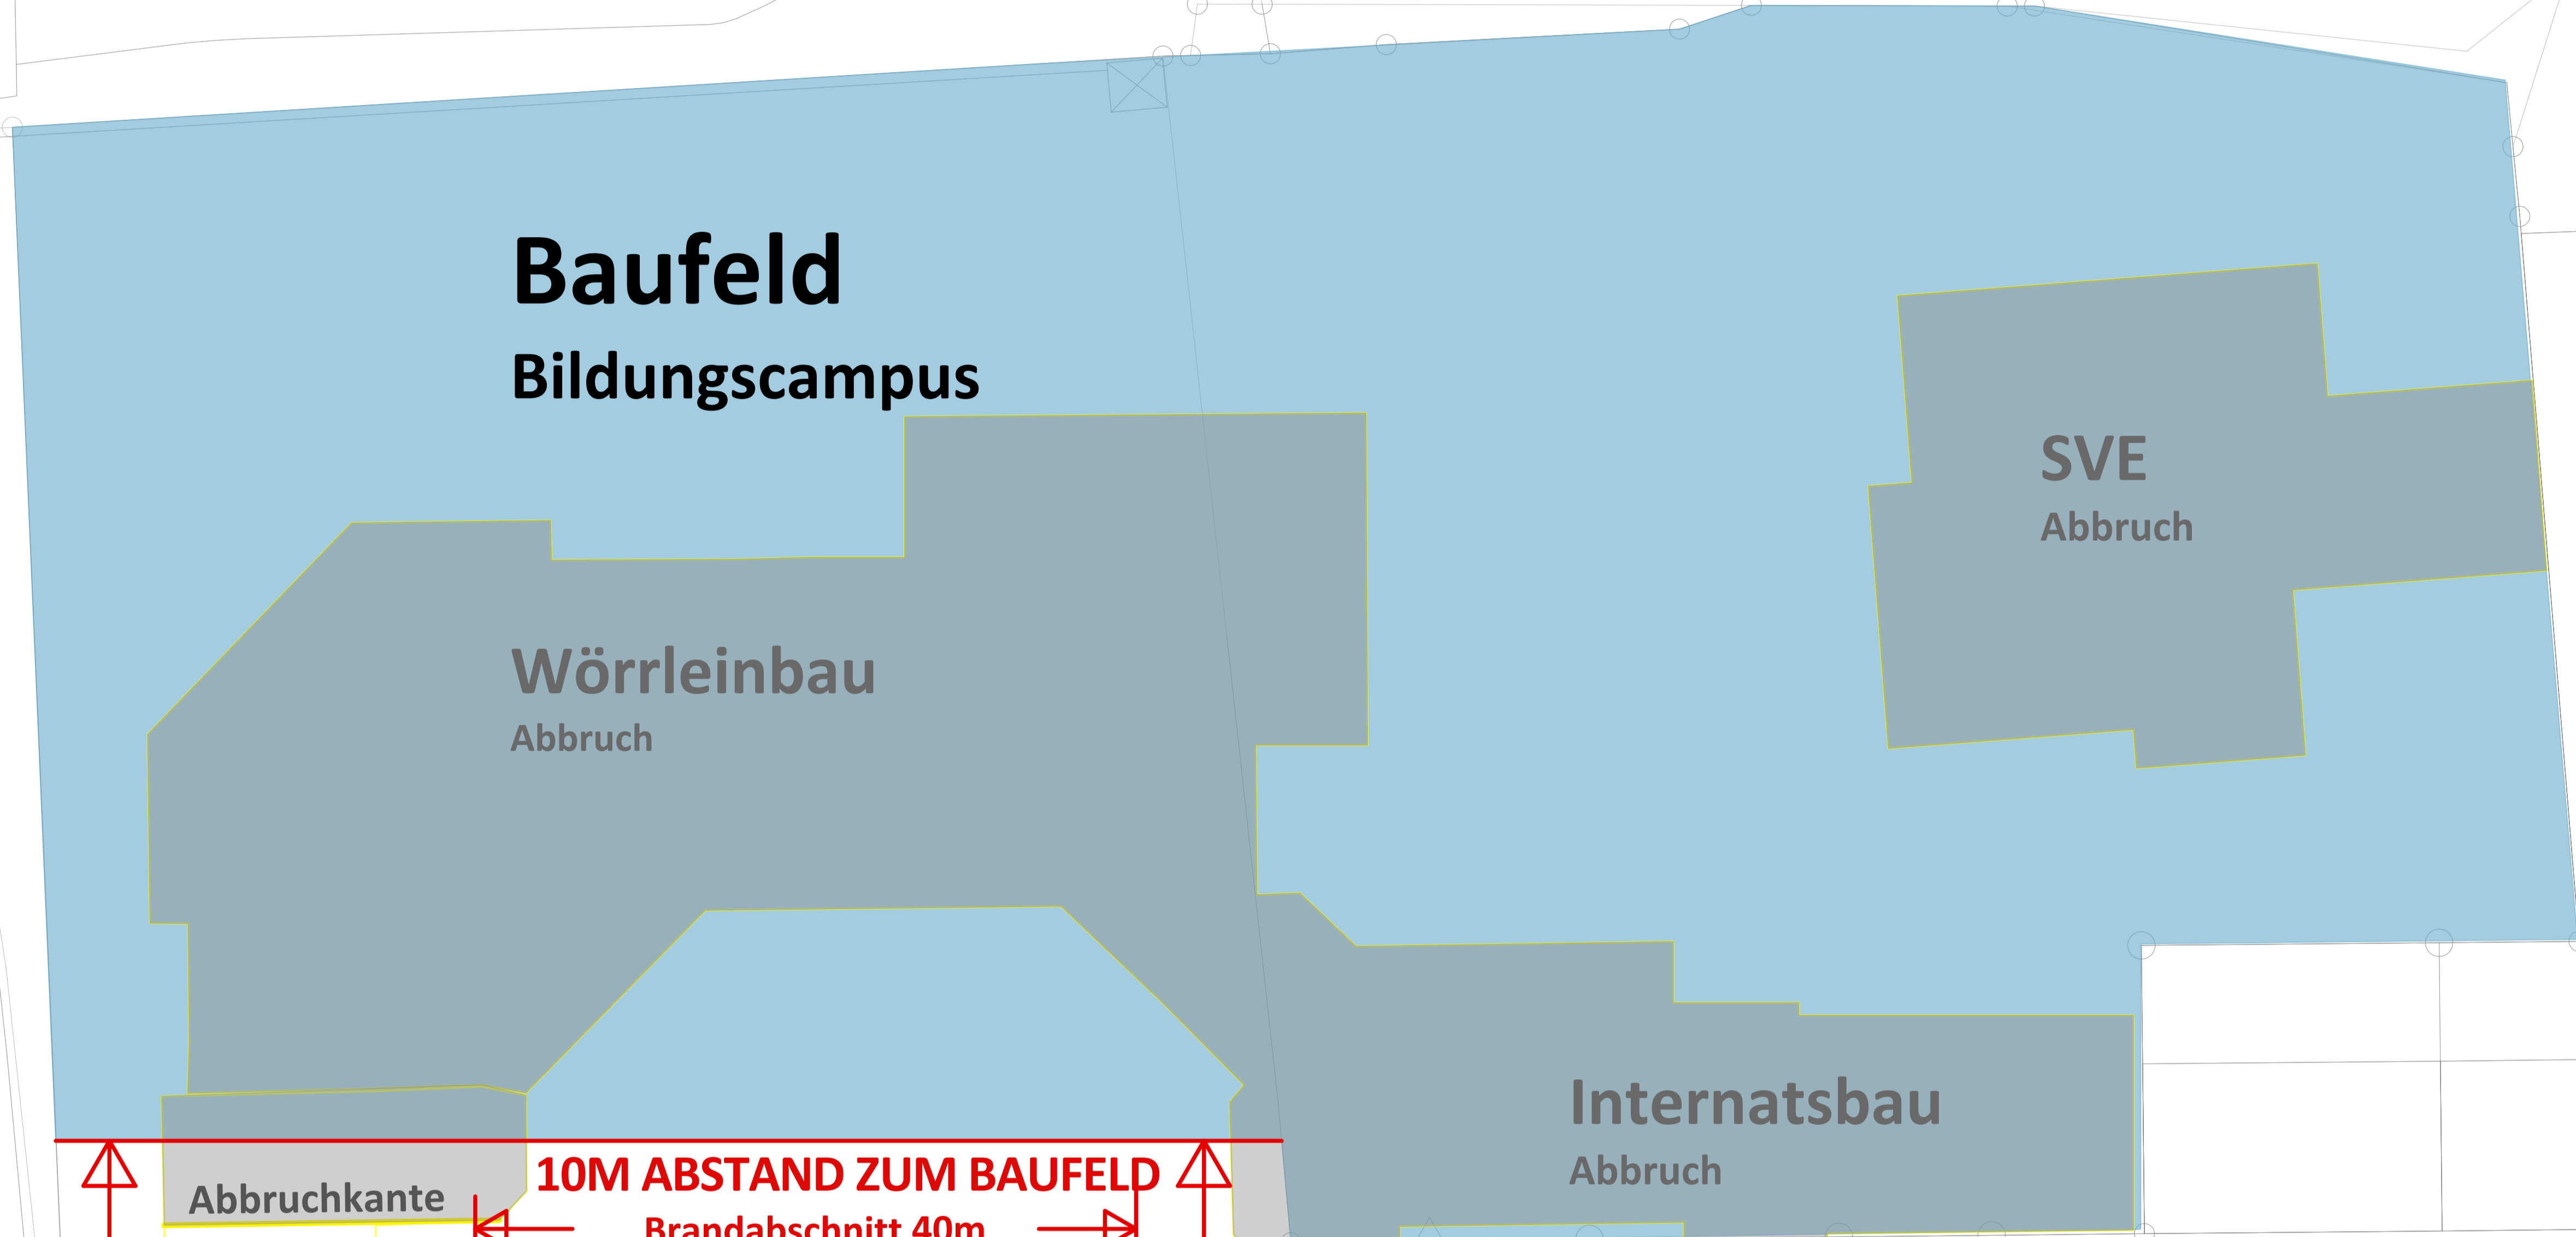 Baufeld
Bildungscampus
SVE
Abbruch
Wörrleinbau
Abbruch
Internatsbau
Abbruch
10M ABSTAND ZUM BAUFELD
Abbruchkante
Brandabschnitt 40m